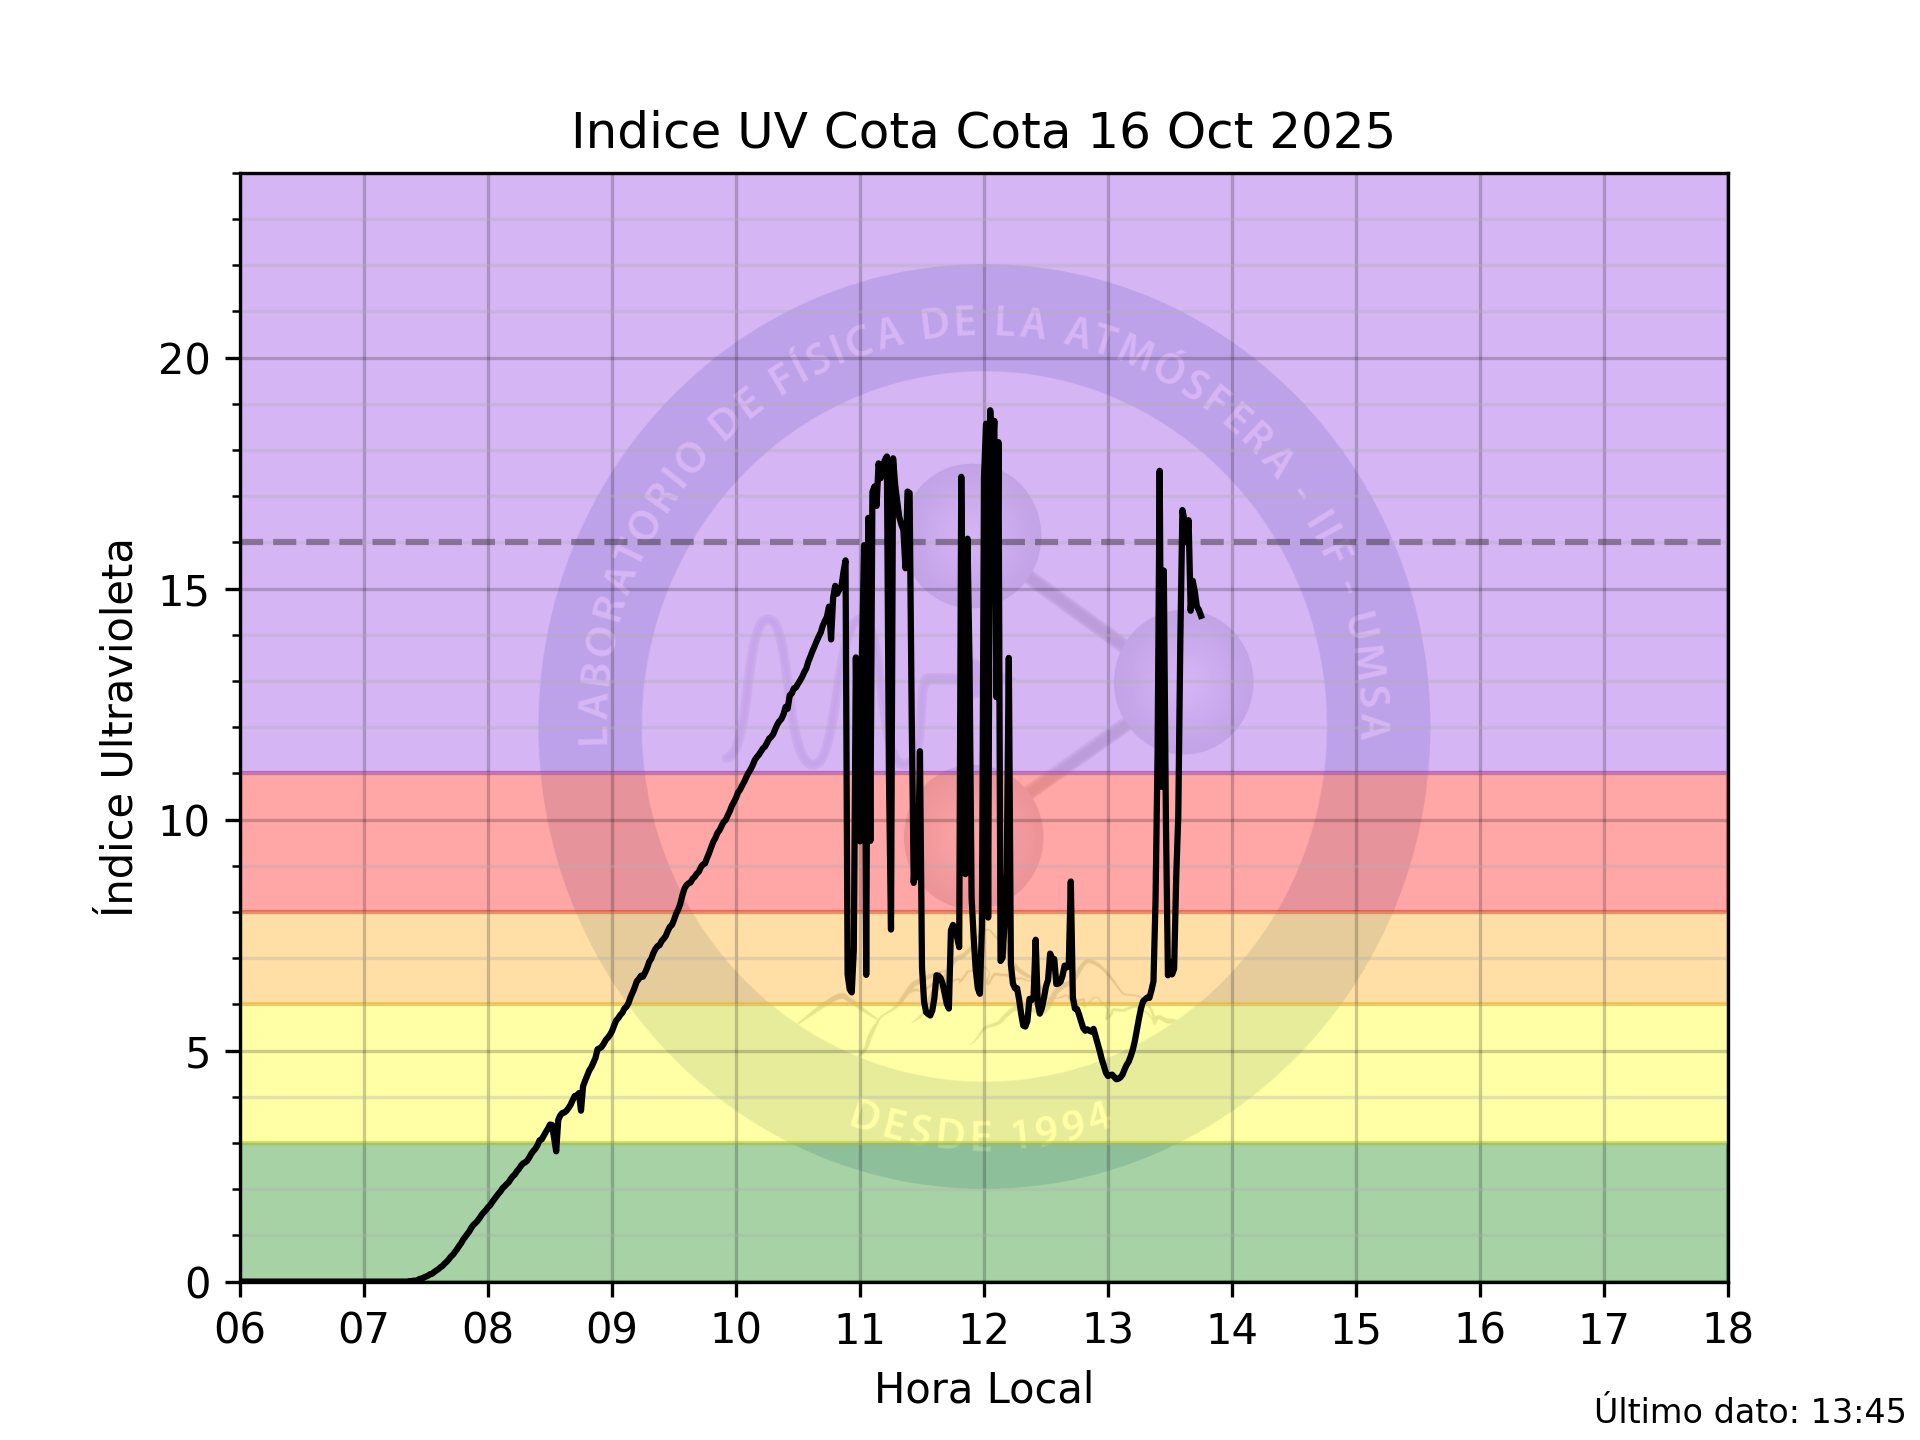 Indice UV Cota Cota 16 Oct 2025
LABORATORIO DE FÍSICA DE LA ATMÓSFERA - IIF - UMSA
DESDE 1994
Índice Ultravioleta
20
15
10
5
0
06 07 08 09 10 11 12 13 14 15 16 17 18
Hora Local
Último dato: 13:45